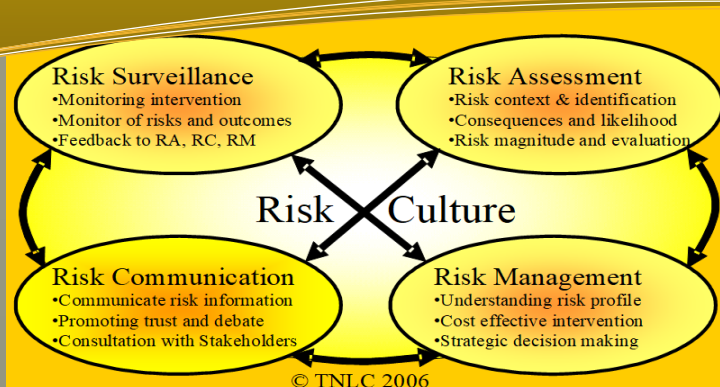 Risk Surveillance
•Monitoring intervention
•Monitor of risks and outcomes
•Feedback to RA, RC, RM
Risk Assessment
•Risk context & identification
•Consequences and likelihood
•Risk magnitude and evaluation
Risk Culture
Risk Communication
•Communicate risk information
•Promoting trust and debate
•Consultation with Stakeholders
Risk Management
•Understanding risk profile
•Cost effective intervention
•Strategic decision making
© TNLC 2006